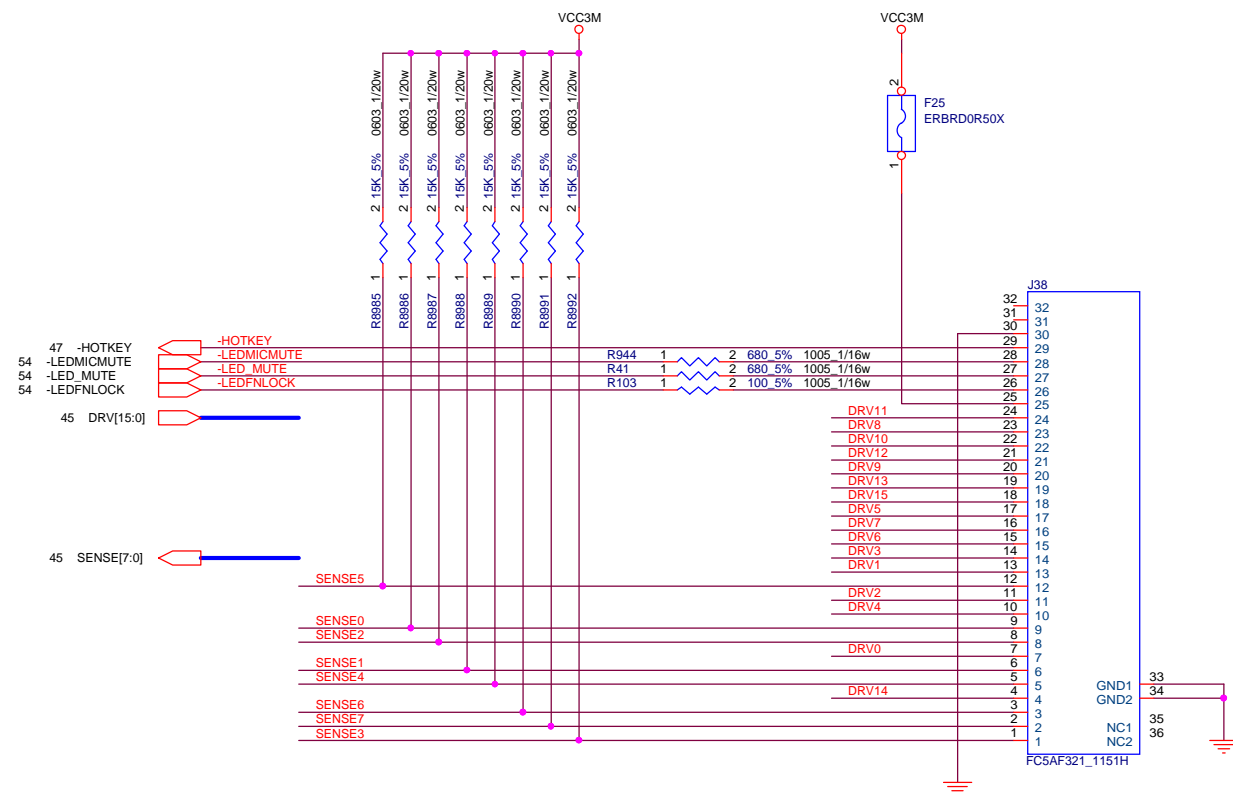 VCC3M
VCC3M
0603_1/20w
0603_1/20w
0603_1/20w
0603_1/20w
0603_1/20w
0603_1/20w
0603_1/20w
0603_1/20w
15K_5%
15K_5%
15K_5%
15K_5%
15K_5%
15K_5%
15K_5%
15K_5%
2 2 2 2 2 2 2 2
1 1 1 1 1 1 1 1
R8985
R8986
R8987
R8988
R8989
R8990
R8991
R8992
2
F25
ERBRD0R50X
1
J38
47 -HOTKEY -HOTKEY
54 -LEDMICMUTE -LEDMICMUTE R944 1 2 680_5% 1005_1/16w
54 -LED_MUTE -LED_MUTE R41 1 2 680_5% 1005_1/16w
54 -LEDFNLOCK -LEDFNLOCK R103 1 2 100_5% 1005_1/16w
45 DRV[15:0]
45 SENSE[7:0]
32 32
31 31
30 30
29 29
28 28
27 27
26 26
25 25
DRV11 24 24
DRV8 23 23
DRV10 22 22
DRV12 21 21
DRV9 20 20
DRV13 19 19
DRV15 18 18
DRV5 17 17
DRV7 16 16
DRV6 15 15
DRV3 14 14
DRV1 13 13
SENSE5 12 12
DRV2 11 11
DRV4 10 10
SENSE0 9 9
SENSE2 8 8
DRV0 7 7
SENSE1 6 6
SENSE4 5 5 GND1 33
DRV14 4 4 GND2 34
SENSE6 3 3
SENSE7 2 2 NC1 35
SENSE3 1 1 NC2 36
FC5AF321_1151H